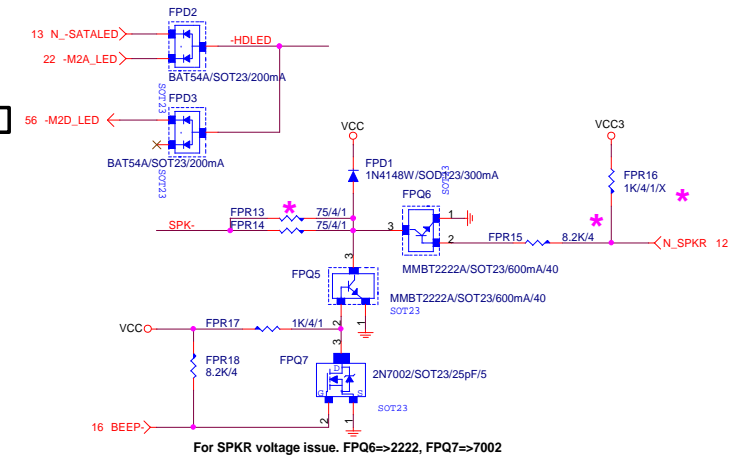 FPD2
13 N_-SATALED
-HDLED
22 -M2A_LED
BAT54A/SOT23/200mA
SOT23
FPD3
56 -M2D_LED
BAT54A/SOT23/200mA
SOT23
VCC
VCC3
FPD1
1N4148W/SOD123/300mA
FPR16
1K/4/1/X
*
FPQ6
SOT23
FPR13
*
75/4/1
SPK-
FPR14
75/4/1
3
1
2
FPR15
8.2K/4
*
N_SPKR 12
MMBT2222A/SOT23/600mA/40
3
FPQ5
MMBT2222A/SOT23/600mA/40
SOT23
2
1
VCC
FPR17
1K/4/1
3
FPR18
8.2K/4
FPQ7
D
G
S
2N7002/SOT23/25pF/5
SOT23
2
1
16 BEEP-
For SPKR voltage issue. FPQ6=>2222, FPQ7=>7002